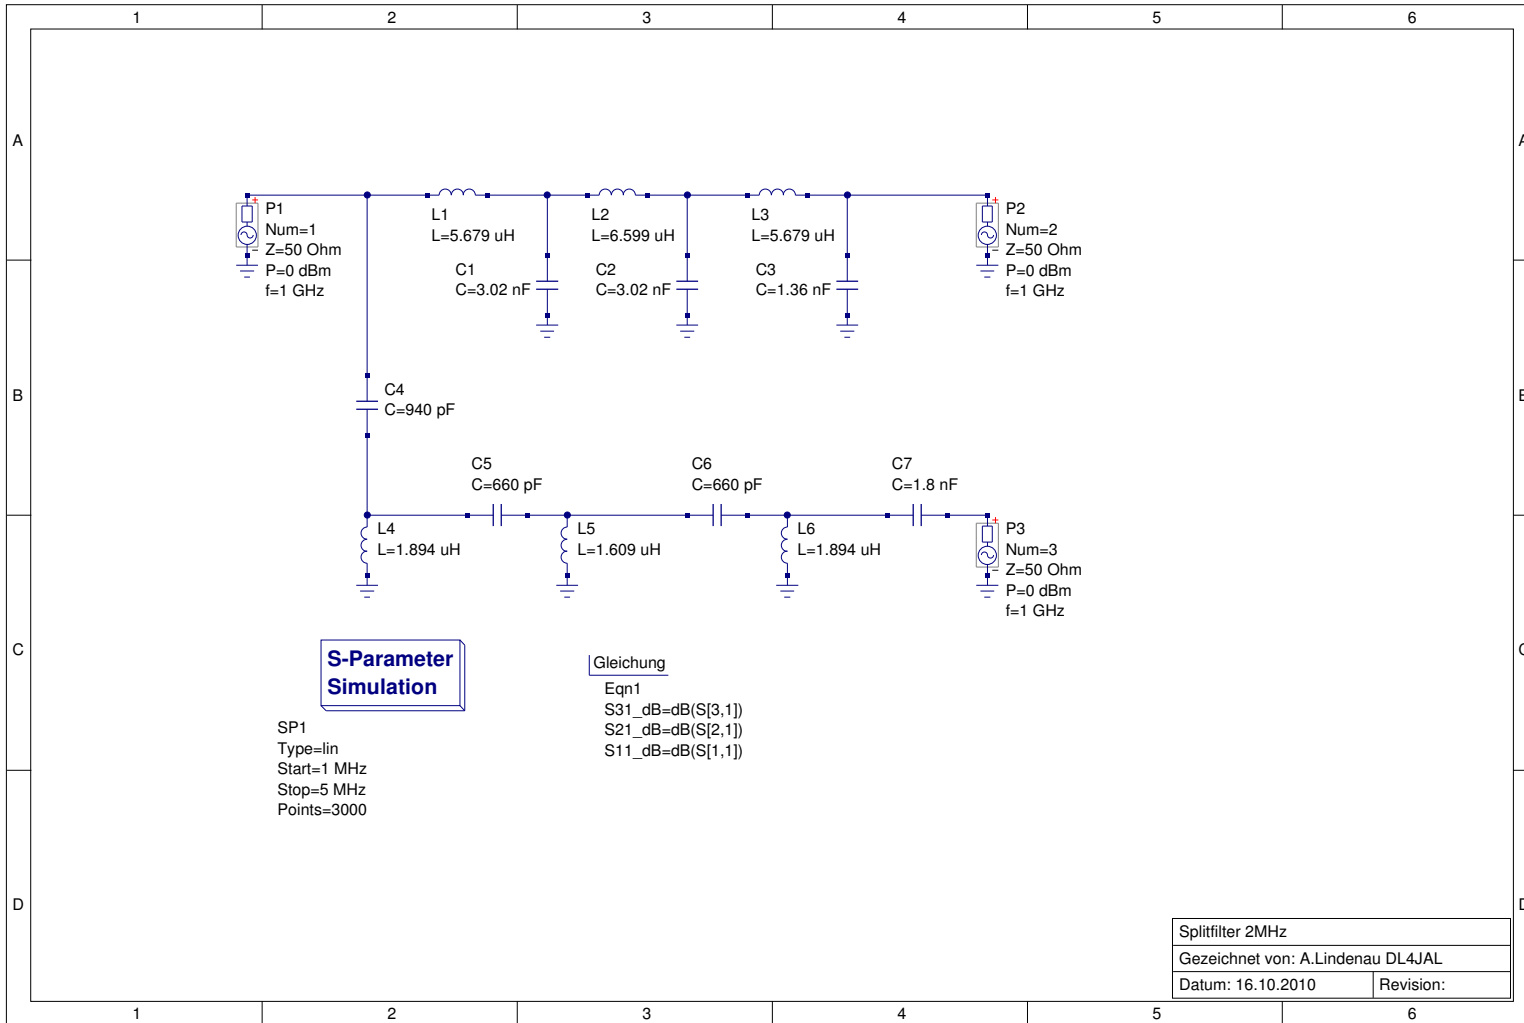 1 2 3 4 5 6
A A
P1
Num=1
Z=50 Ohm
P=0 dBm
f=1 GHz
L1
L=5.679 uH
L2
L=6.599 uH
L3
L=5.679 uH
P2
Num=2
Z=50 Ohm
P=0 dBm
f=1 GHz
C1
C=3.02 nF
C2
C=3.02 nF
C3
C=1.36 nF
B B
C4
C=940 pF
C5
C=660 pF
C6
C=660 pF
C7
C=1.8 nF
L4
L=1.894 uH
L5
L=1.609 uH
L6
L=1.894 uH
P3
Num=3
Z=50 Ohm
P=0 dBm
f=1 GHz
C C
S-Parameter
Simulation
SP1
Type=lin
Start=1 MHz
Stop=5 MHz
Points=3000
Gleichung
Eqn1
S31_dB=dB(S[3,1])
S21_dB=dB(S[2,1])
S11_dB=dB(S[1,1])
D D
Splitfilter 2MHz
Gezeichnet von: A.Lindenau DL4JAL
Datum: 16.10.2010 Revision:
1 2 3 4 5 6